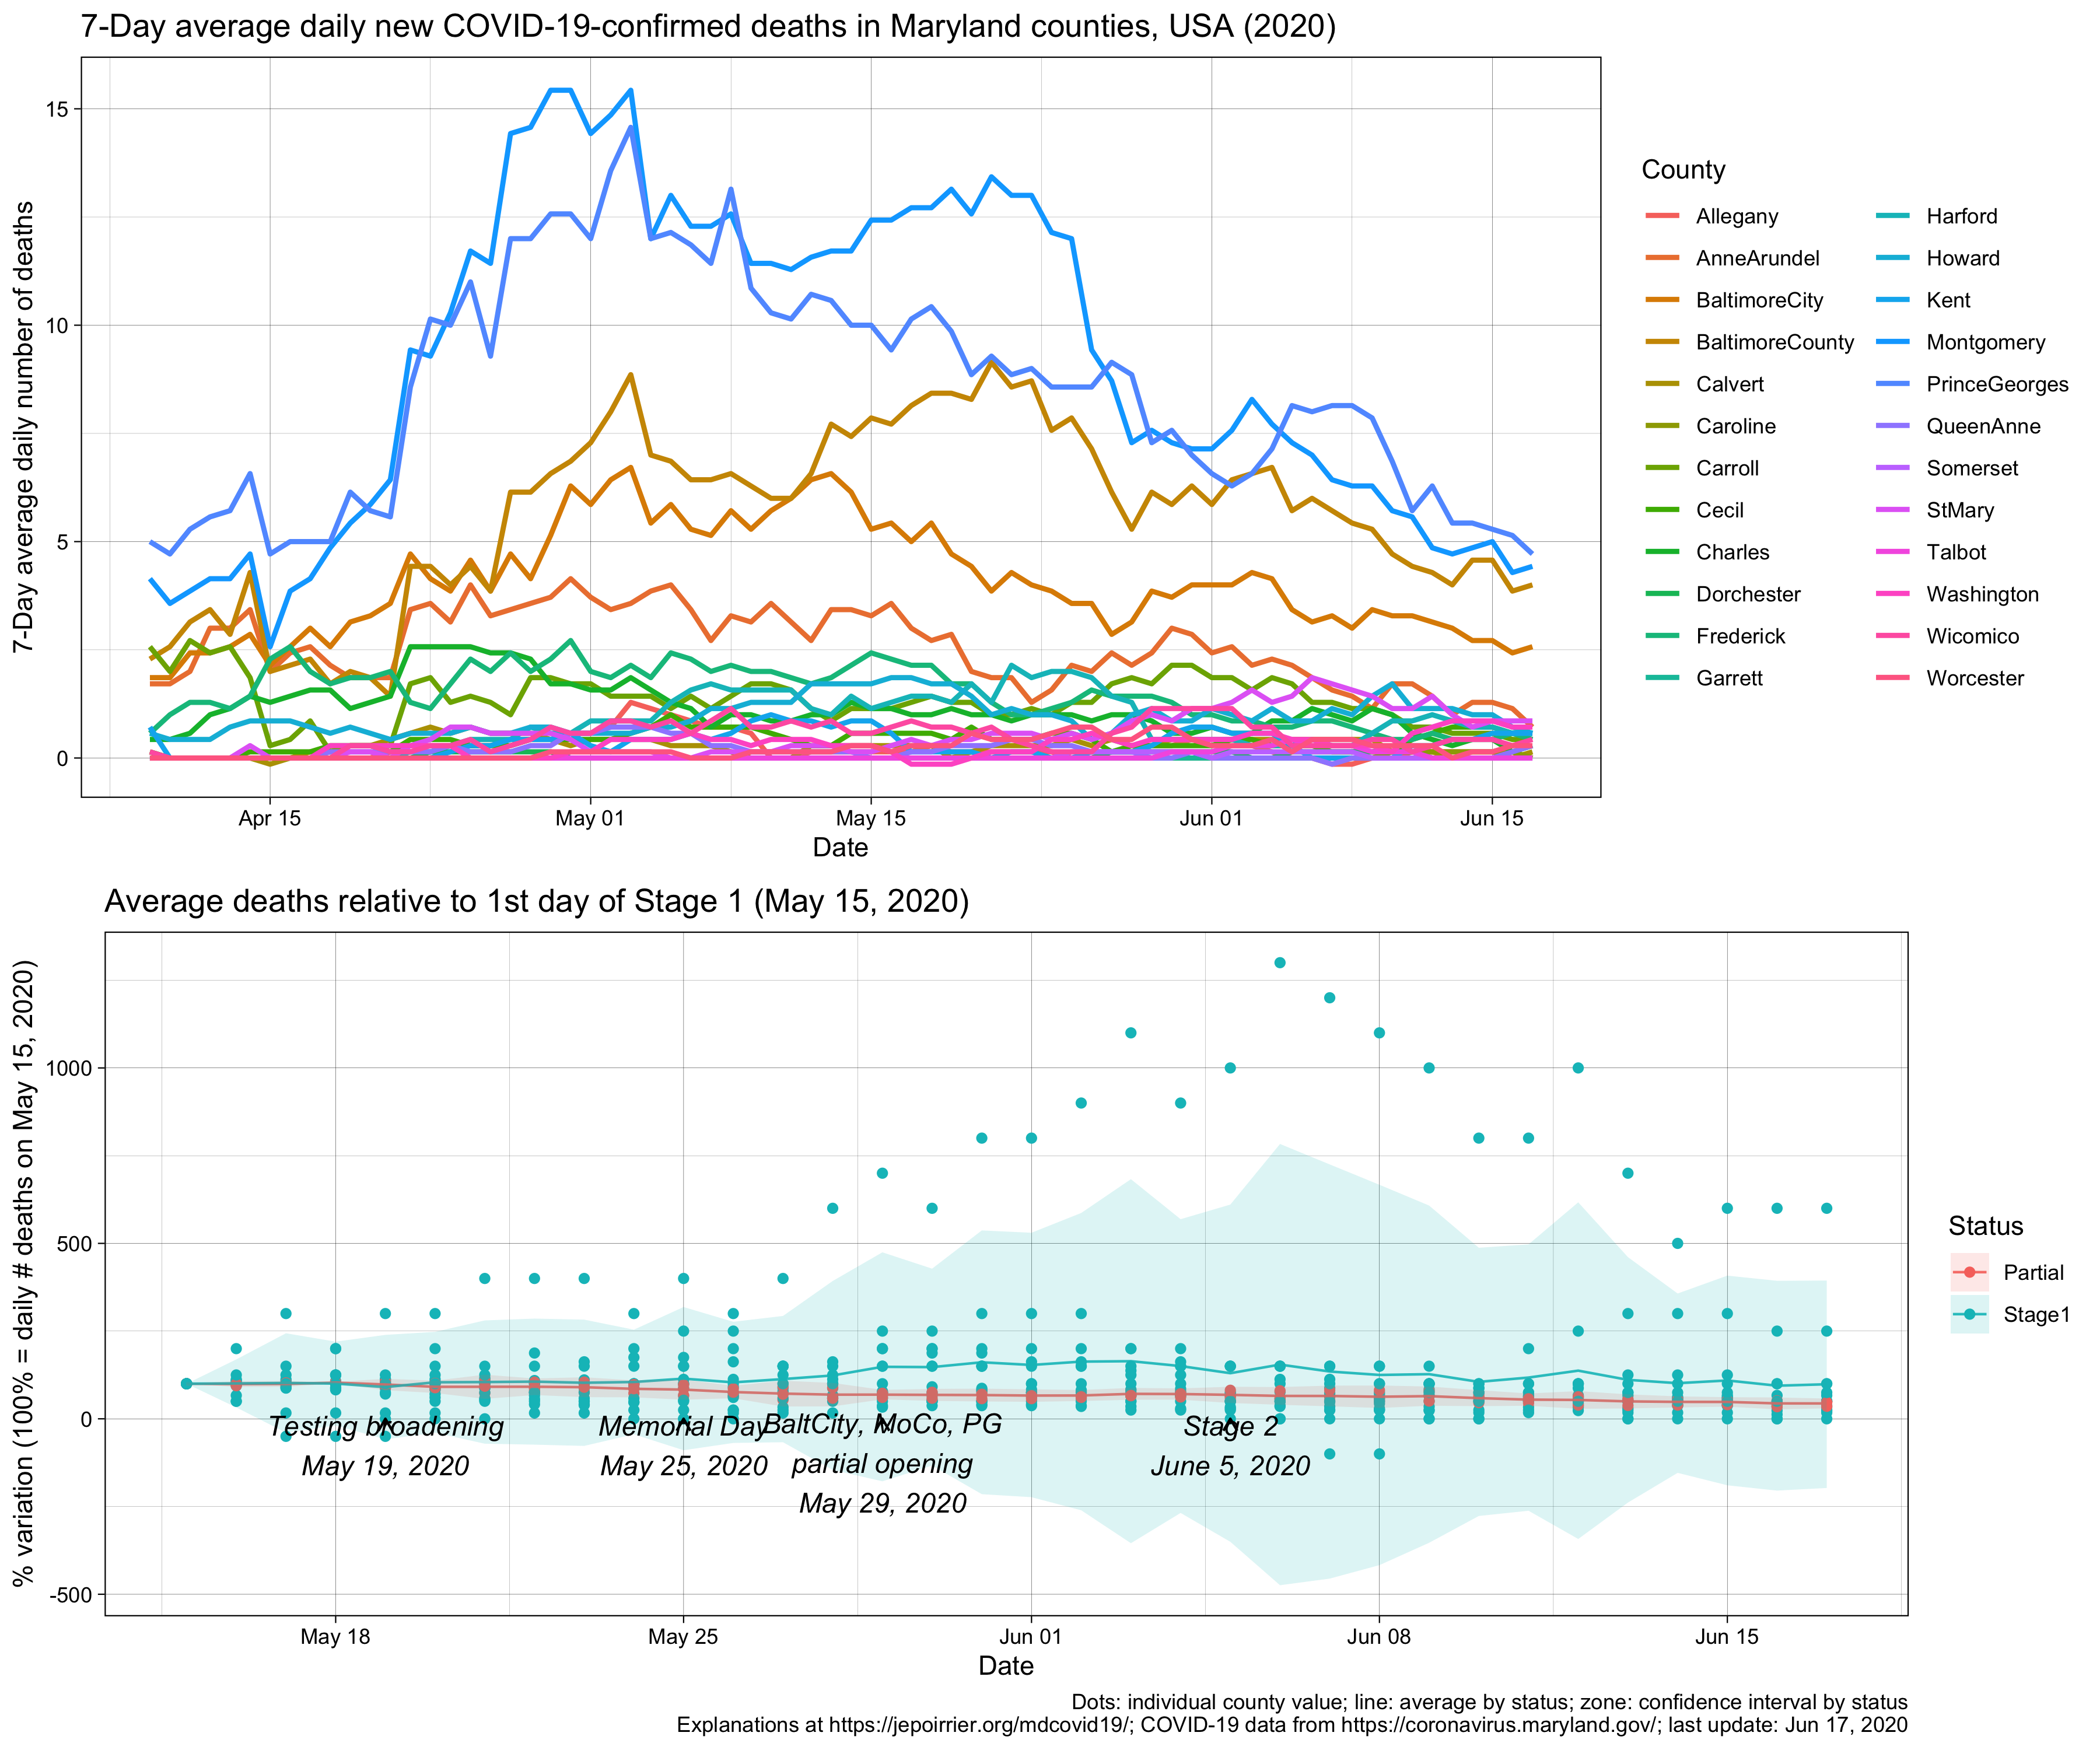 7-Day average daily new COVID-19-confirmed deaths in Maryland counties, USA (2020)
7-Day average daily number of deaths
15
10
5
0
Apr 15
May 01
May 15
Jun 01
Jun 15
Date
County
Allegany
AnneArundel
BaltimoreCity
BaltimoreCounty
Calvert
Caroline
Carroll
Cecil
Charles
Dorchester
Frederick
Garrett
Harford
Howard
Kent
Montgomery
PrinceGeorges
QueenAnne
Somerset
StMary
Talbot
Washington
Wicomico
Worcester
Average deaths relative to 1st day of Stage 1 (May 15, 2020)
% variation (100% = daily # deaths on May 15, 2020)
1000
500
0
-500
Testing broadening
May 19, 2020
Memorial Day
May 25, 2020
BaltCity, MoCo, PG
partial opening
May 29, 2020
Stage 2
June 5, 2020
May 18
May 25
Jun 01
Jun 08
Jun 15
Date
Status
Partial
Stage1
Dots: individual county value; line: average by status; zone: confidence interval by status
Explanations at https://jepoirrier.org/mdcovid19/; COVID-19 data from https://coronavirus.maryland.gov/; last update: Jun 17, 2020